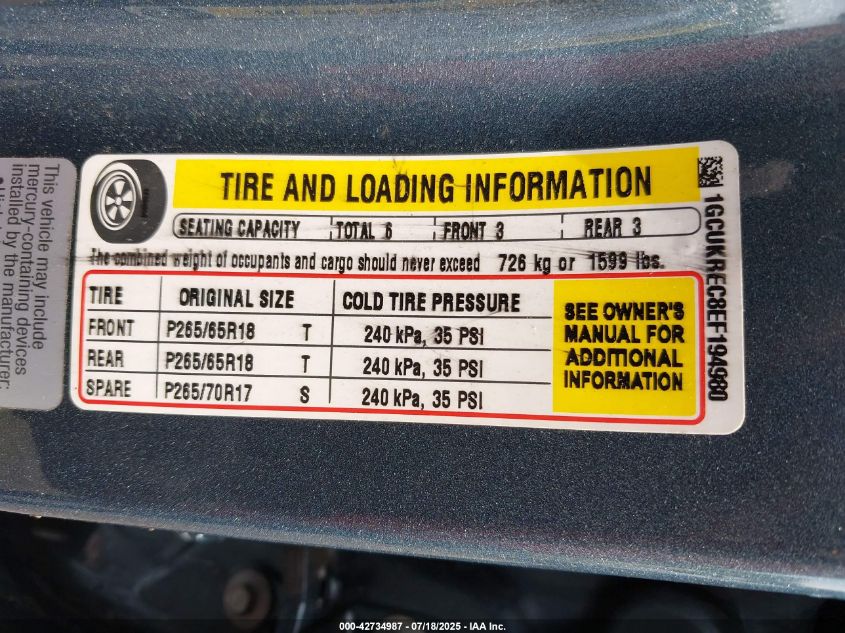 This vehicle may include
mercury-containing devices
installed by the manufacturer:
TIRE AND LOADING INFORMATION
SEATING CAPACITY TOTAL 6 FRONT 3 REAR 3
The combined weight of occupants and cargo should never exceed 726 kg or 1599 lbs.
TIRE ORIGINAL SIZE COLD TIRE PRESSURE
FRONT P265/65R18 T 240 kPa, 35 PSI
REAR P265/65R18 T 240 kPa, 35 PSI
SPARE P265/70R17 S 240 kPa, 35 PSI
SEE OWNER'S
MANUAL FOR
ADDITIONAL
INFORMATION
1GCUKREC8EF194980
000-42734987 - 07/18/2025 - IAA Inc.